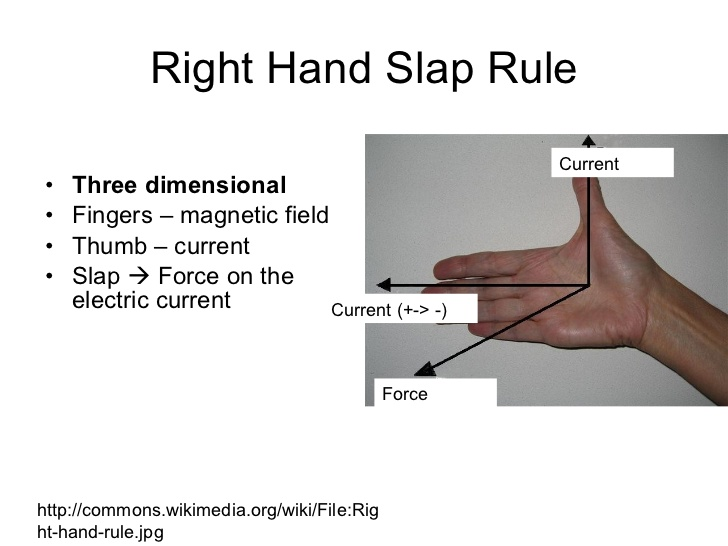 Right Hand Slap Rule
• Three dimensional
• Fingers – magnetic field
• Thumb – current
• Slap → Force on the
electric current
Current
Current (+-> -)
Force
http://commons.wikimedia.org/wiki/File:Rig
ht-hand-rule.jpg